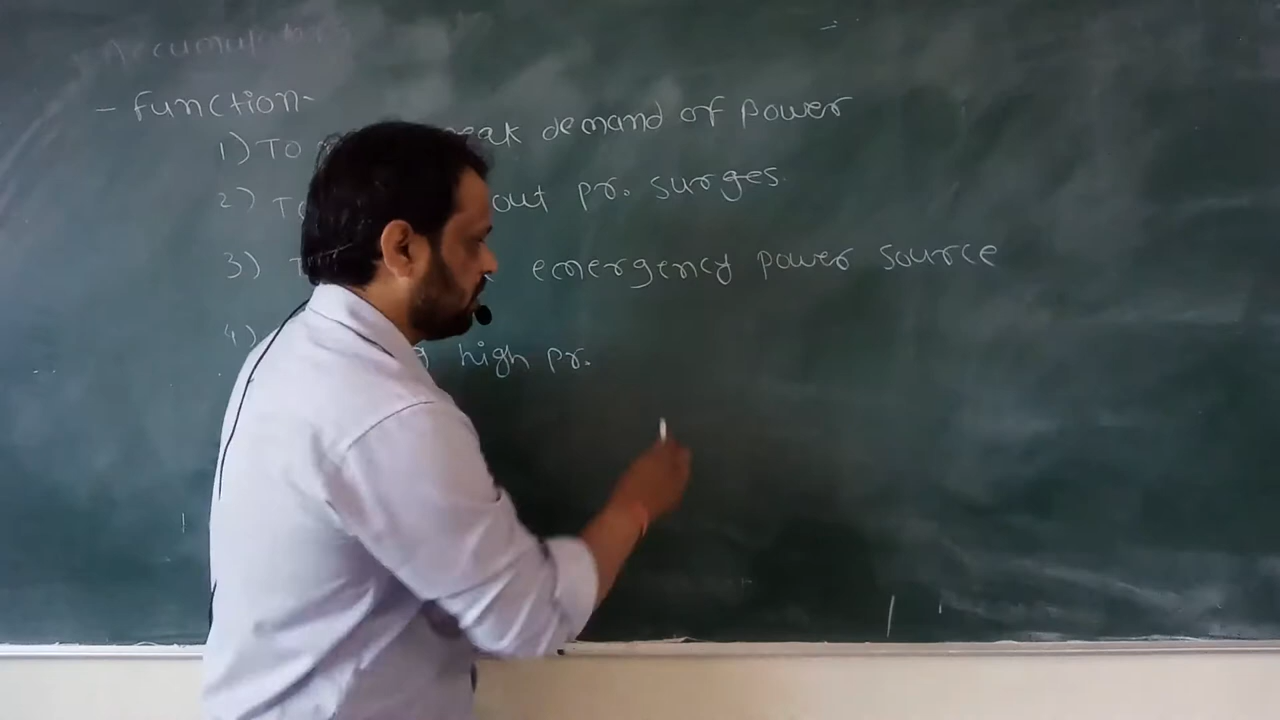 Accumulators
- function-
1) To eak demand of power
2) To out pr. surges.
3) emergency power source
4)
high pr.